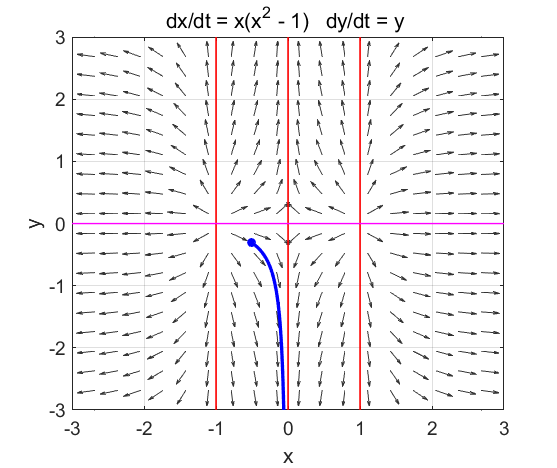 dx/dt = x(x² - 1)   dy/dt = y
3
2
1
0
-1
-2
-3
y
-3 -2 -1 0 1 2 3
x